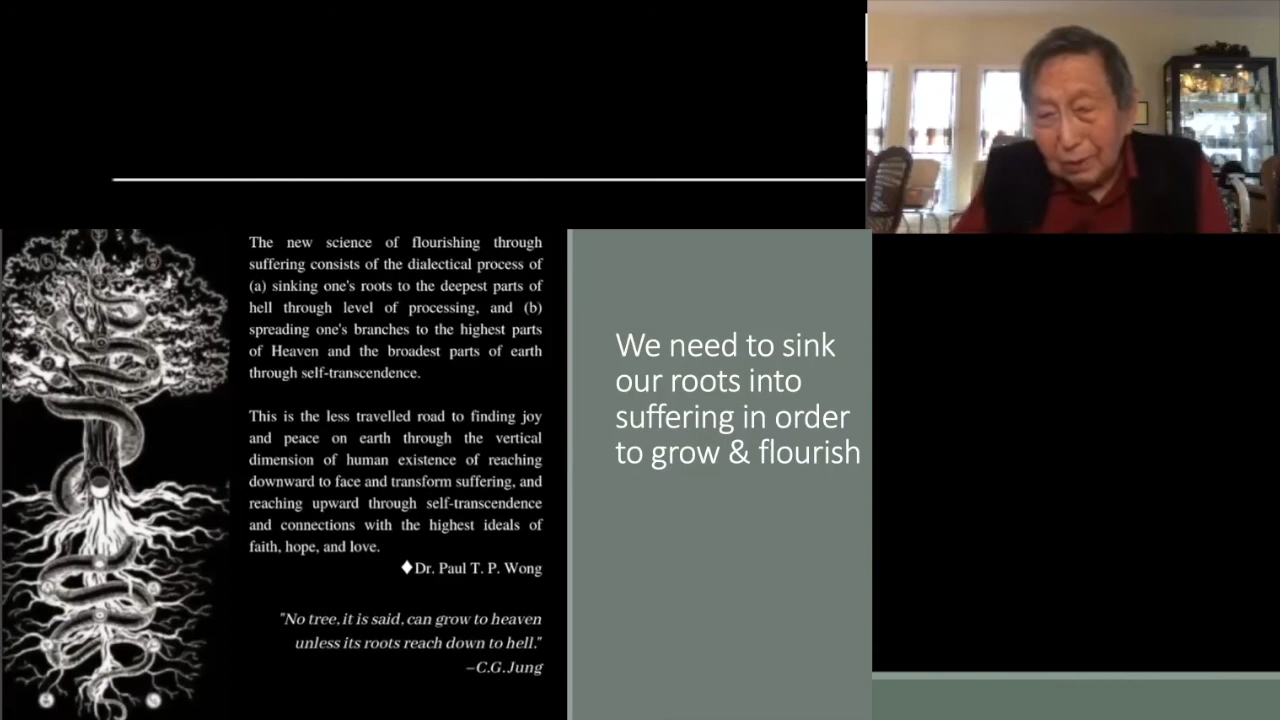 The new science of flourishing through
suffering consists of the dialectical process of
(a) sinking one's roots to the deepest parts of
hell through level of processing, and (b)
spreading one's branches to the highest parts
of Heaven and the broadest parts of earth
through self-transcendence.
This is the less travelled road to finding joy
and peace on earth through the vertical
dimension of human existence of reaching
downward to face and transform suffering, and
reaching upward through self-transcendence
and connections with the highest ideals of
faith, hope, and love.
♦Dr. Paul T. P. Wong
"No tree, it is said, can grow to heaven
unless its roots reach down to hell."
–C.G.Jung
We need to sink
our roots into
suffering in order
to grow & flourish